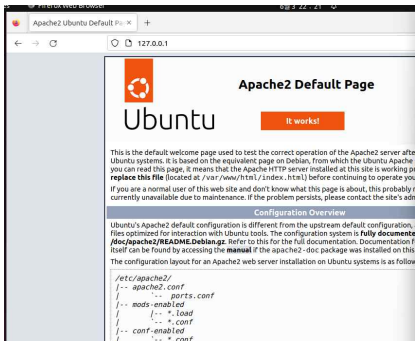 Firefox Web Browser
6월 3 22 : 21
Apache2 Ubuntu Default Pa
127.0.0.1
Apache2 Default Page
Ubuntu
It works!
This is the default welcome page used to test the correct operation of the Apache2 server afte
Ubuntu systems. It is based on the equivalent page on Debian, from which the Ubuntu Apache
you can read this page, it means that the Apache HTTP server installed at this site is working pr
replace this file (located at /var/www/html/index.html) before continuing to operate you
If you are a normal user of this web site and don't know what this page is about, this probably m
currently unavailable due to maintenance. If the problem persists, please contact the site's adm
Configuration Overview
Ubuntu's Apache2 default configuration is different from the upstream default configuration,
files optimized for interaction with Ubuntu tools. The configuration system is fully documente
/doc/apache2/README.Debian.gz. Refer to this for the full documentation. Documentation f
itself can be found by accessing the manual if the apache2-doc package was installed on this
The configuration layout for an Apache2 web server installation on Ubuntu systems is as follow
/etc/apache2/
|-- apache2.conf
| `-- ports.conf
|-- mods-enabled
| |-- *.load
| `-- *.conf
|-- conf-enabled
| `-- *.conf